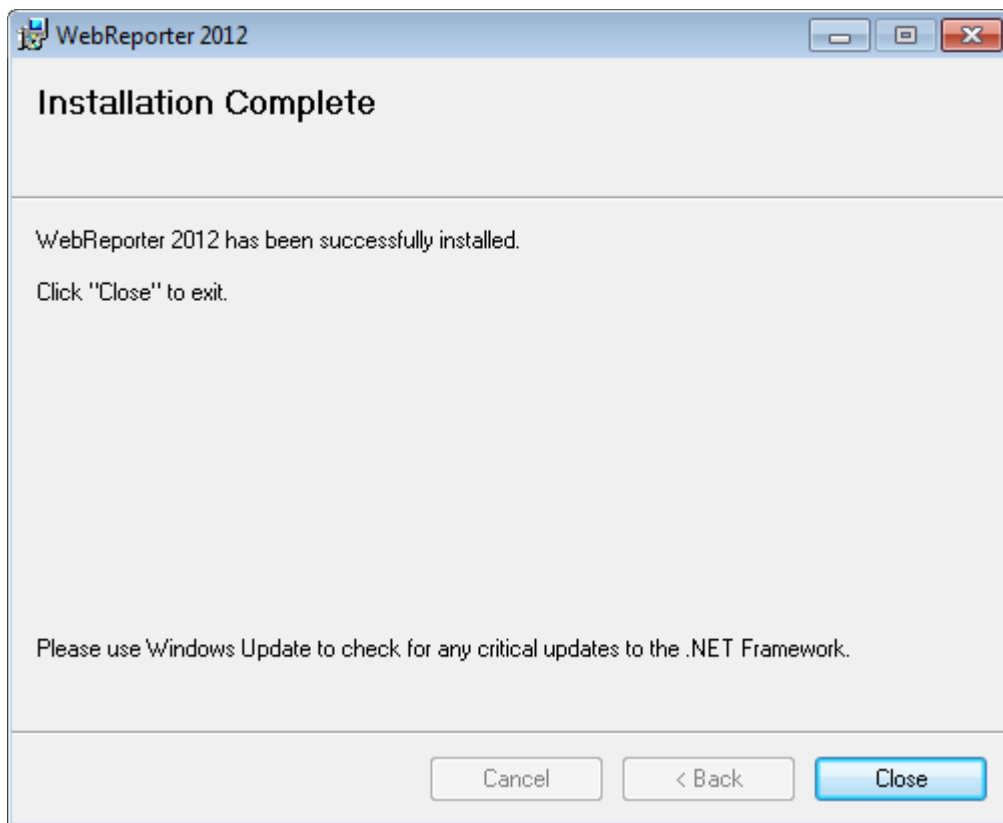 WebReporter 2012
Installation Complete
WebReporter 2012 has been successfully installed.
Click "Close" to exit.
Please use Windows Update to check for any critical updates to the .NET Framework.
Cancel
< Back
Close